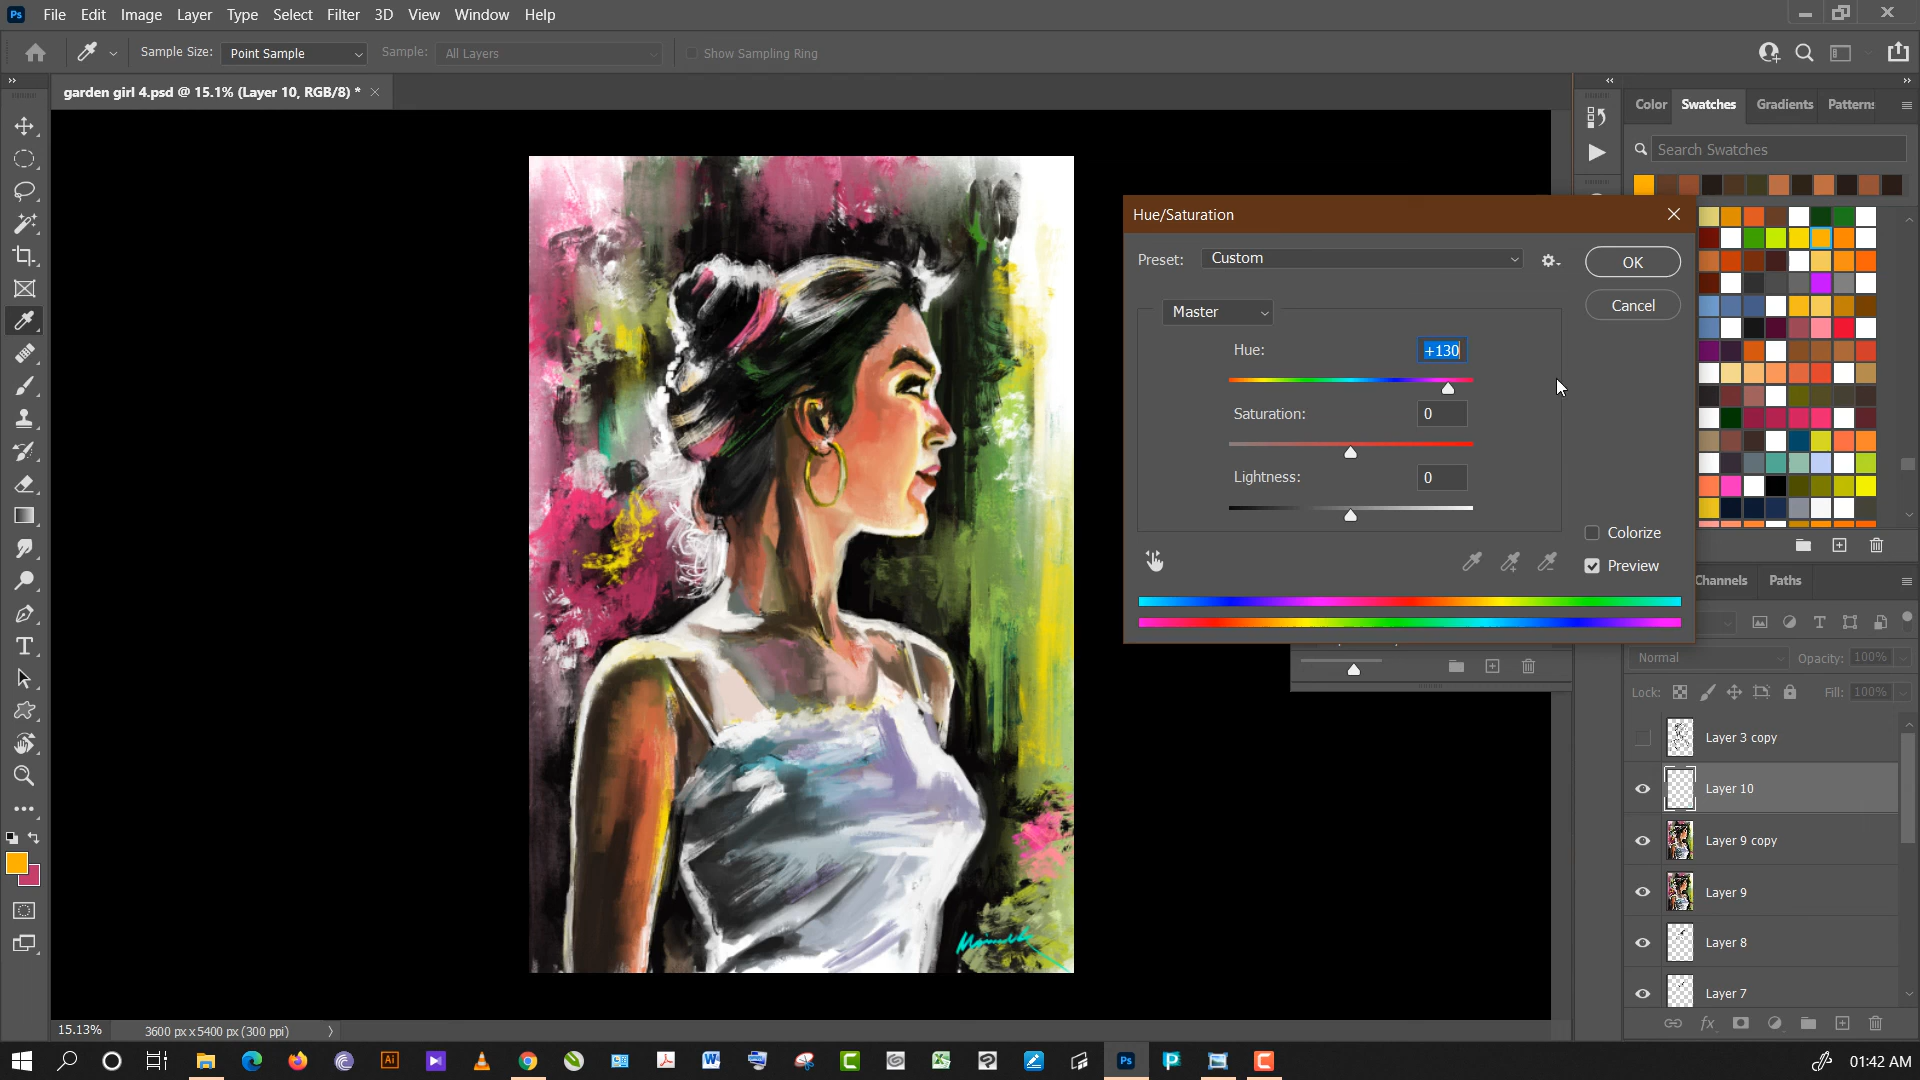 Ps File Edit Image Layer Type Select Filter 3D View Window Help
Sample Size: Point Sample Sample: All Layers Show Sampling Ring
garden girl 4.psd @ 15.1% (Layer 10, RGB/8) *
Color Swatches Gradients Patterns
Search Swatches
Hue/Saturation
Preset: Custom
OK
Master
Cancel
Hue: +130
Saturation: 0
Lightness: 0
Colorize
Preview
Channels Paths
Normal Opacity: 100%
Lock: Fill: 100%
Layer 3 copy
Layer 10
Layer 9 copy
Layer 9
Layer 8
Layer 7
15.13% 3600 px x 5400 px (300 ppi)
Ai Ps 01:42 AM